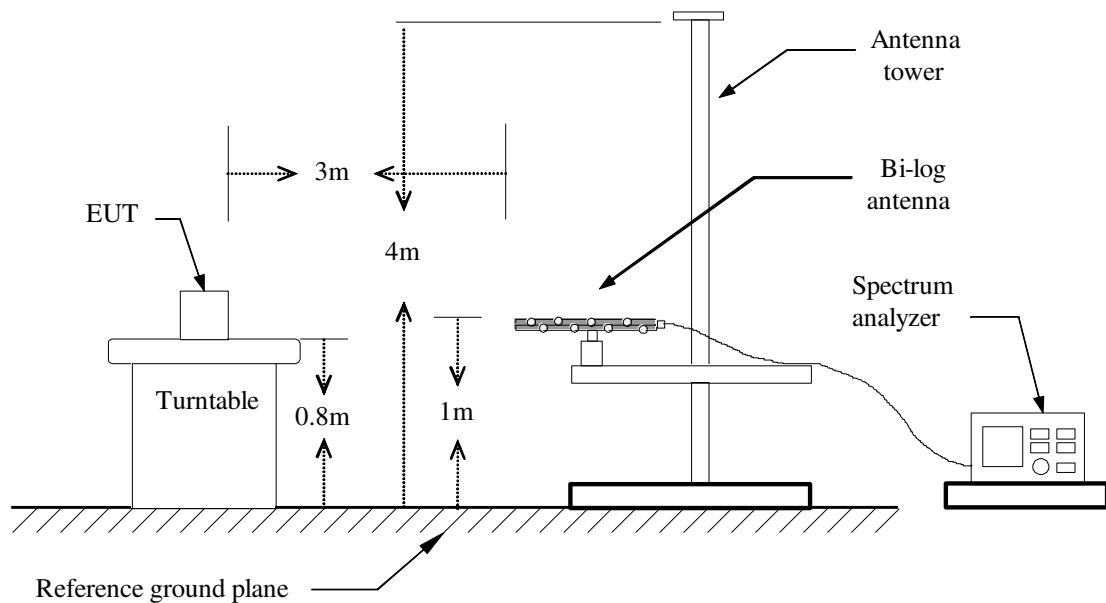 Antenna
tower
3m
Bi-log
antenna
EUT
4m
Spectrum
analyzer
Turntable
0.8m
1m
Reference ground plane